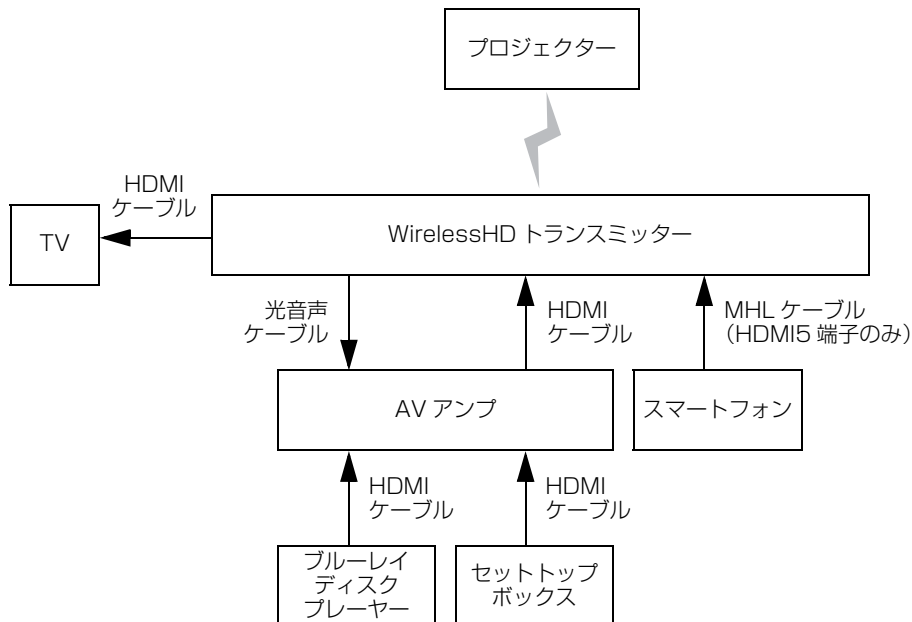 プロジェクター
HDMI
ケーブル
TV
WirelessHD トランスミッター
光音声
ケーブル
HDMI
ケーブル
MHL ケーブル
（HDMI5 端子のみ）
AV アンプ
スマートフォン
HDMI
ケーブル
HDMI
ケーブル
ブルーレイ
ディスク
プレーヤー
セットトップ
ボックス